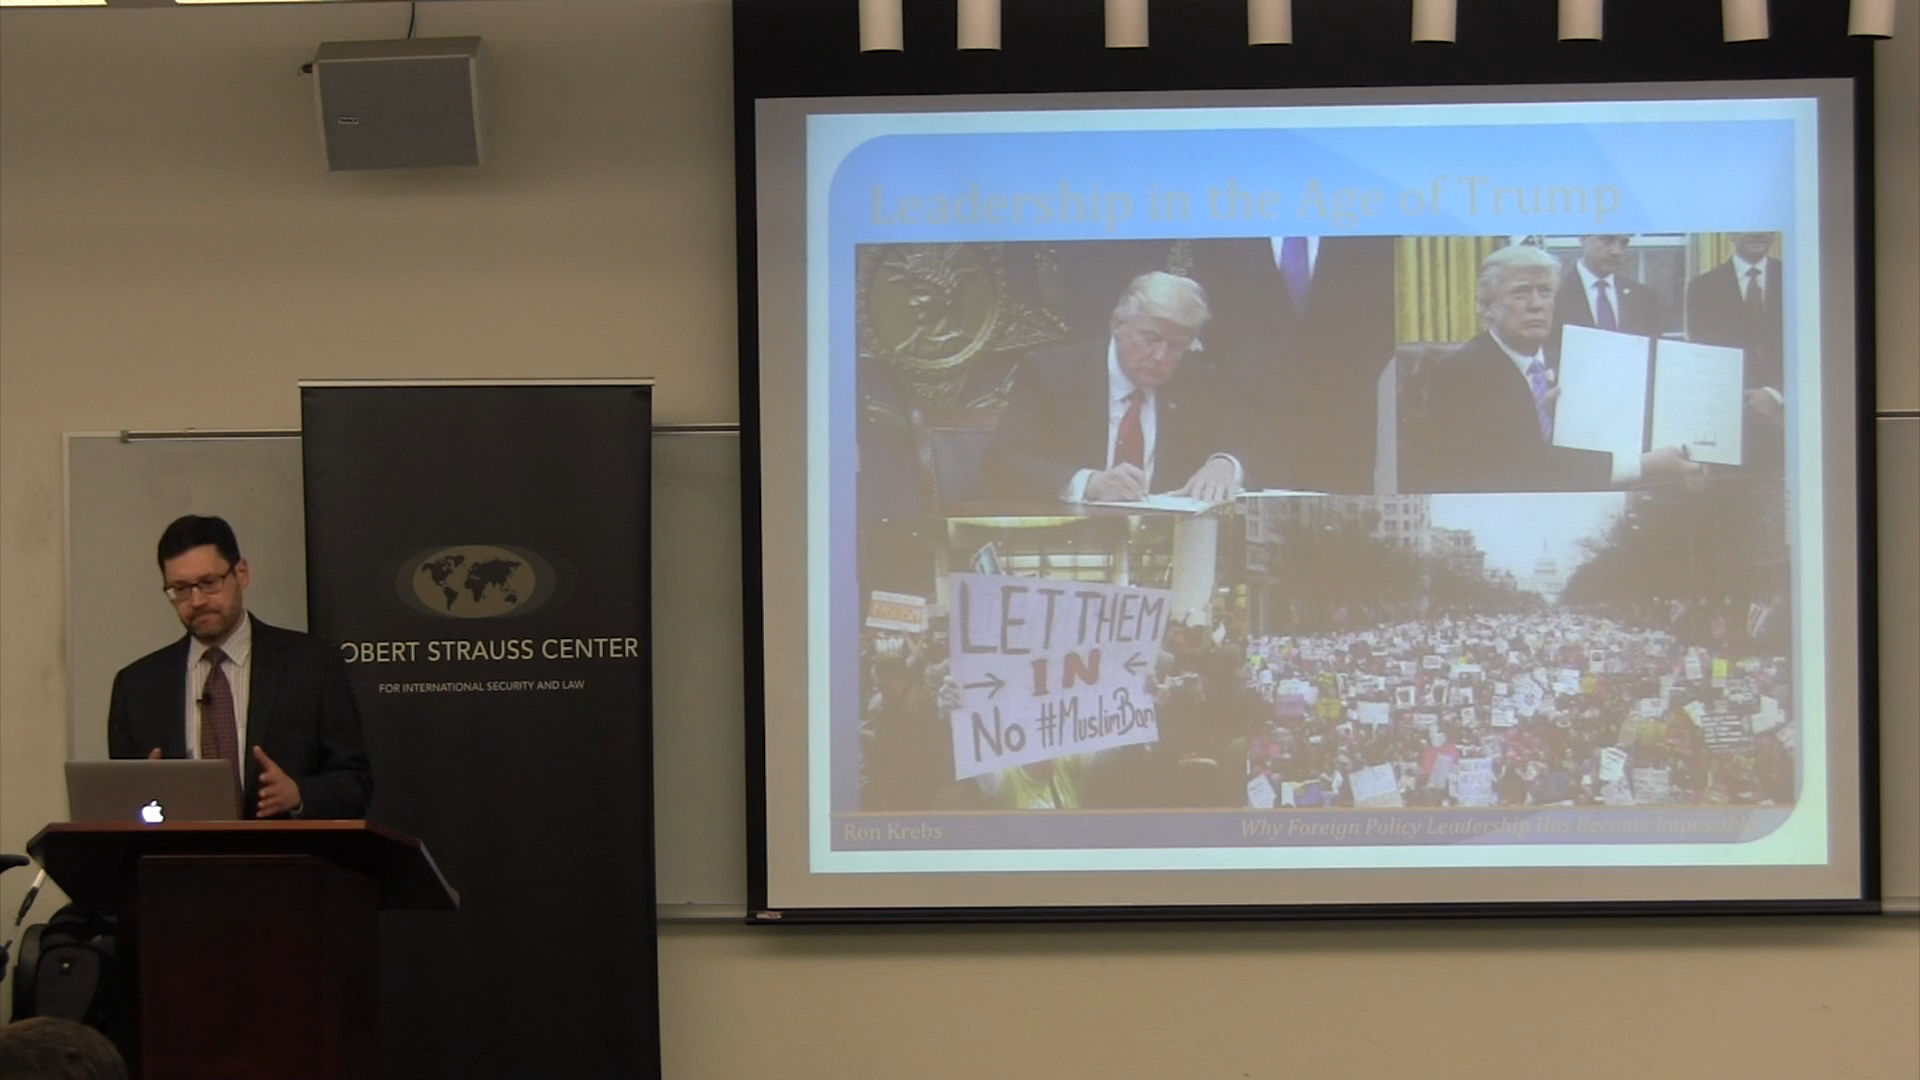 Leadership in the Age of Trump
LET THEM
IN
No #MuslimBan
Ron Krebs
Why Foreign Policy Leadership Has Become
OBERT STRAUSS CENTER
FOR INTERNATIONAL SECURITY AND LAW